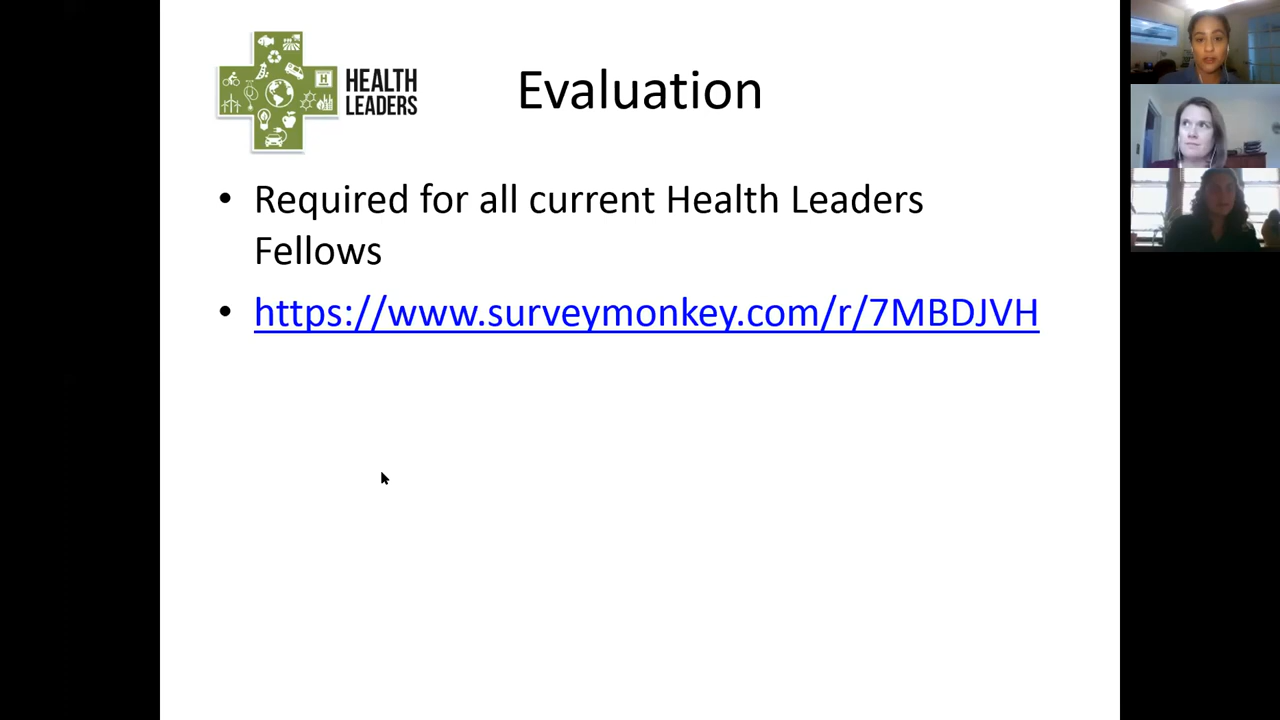 HEALTH
LEADERS
Evaluation
• Required for all current Health Leaders
Fellows
• https://www.surveymonkey.com/r/7MBDJVH